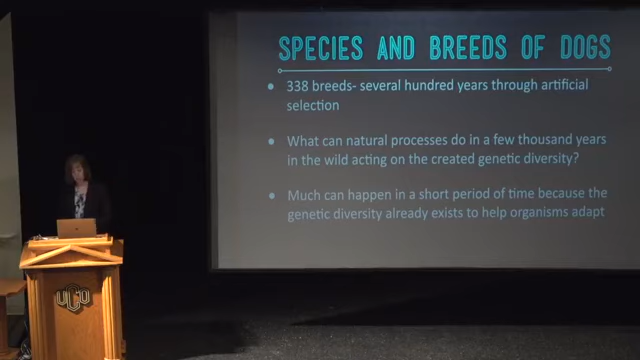 SPECIES AND BREEDS OF DOGS
• 338 breeds- several hundred years through artificial
selection
• What can natural processes do in a few thousand years
in the wild acting on the created genetic diversity?
• Much can happen in a short period of time because the
genetic diversity already exists to help organisms adapt